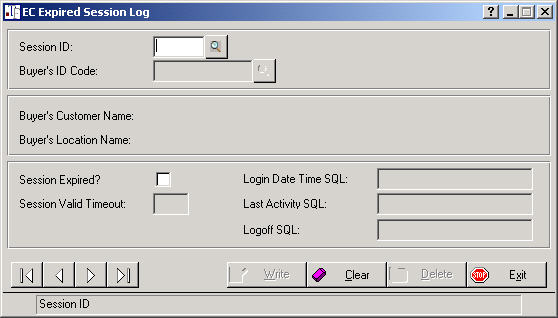 EC Expired Session Log
Session ID:
Buyer's ID Code:
Buyer's Customer Name:
Buyer's Location Name:
Session Expired?
Login Date Time SQL:
Session Valid Timeout:
Last Activity SQL:
Logoff SQL:
Write Clear Delete STOP Exit
Session ID